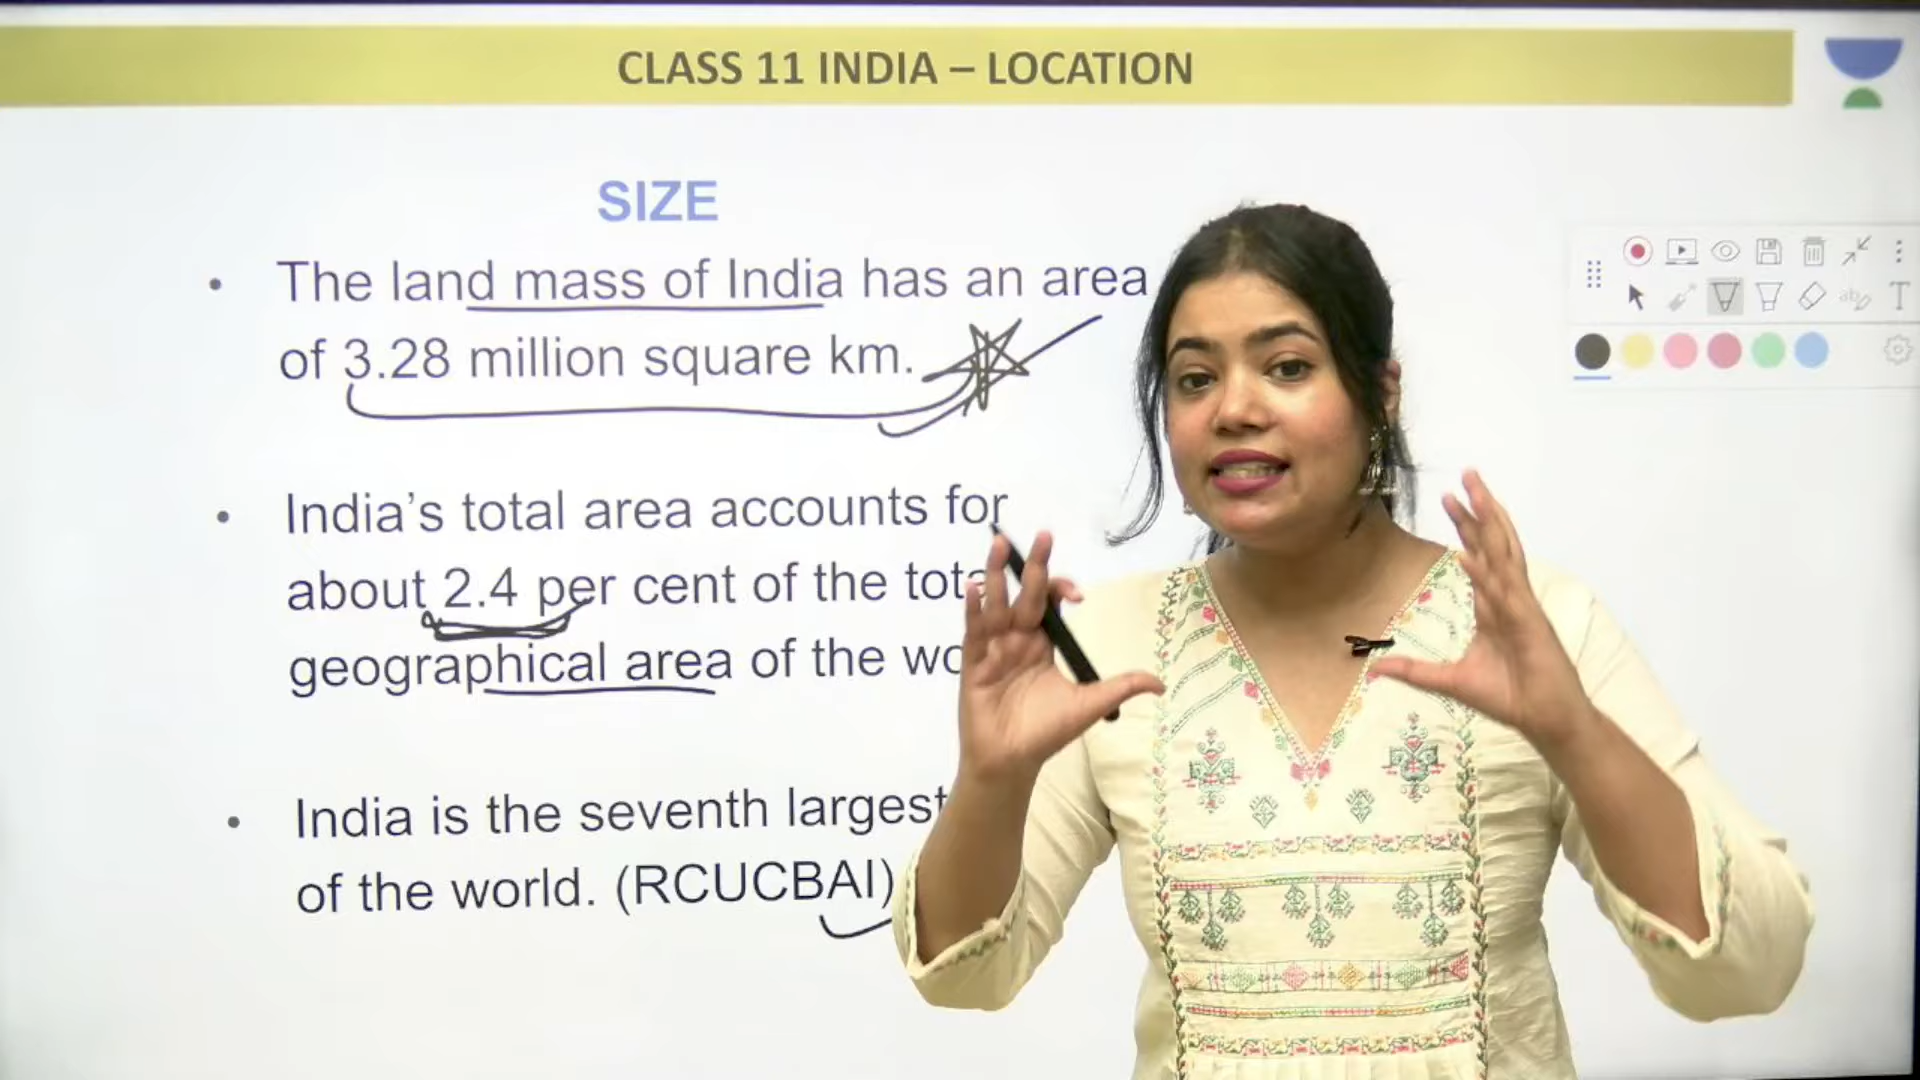 CLASS 11 INDIA – LOCATION
SIZE
• The land mass of India has an area
of 3.28 million square km.
• India’s total area accounts for
about 2.4 per cent of the
geographical area of the
• India is the seventh largest
of the world. (RCUCBAI)